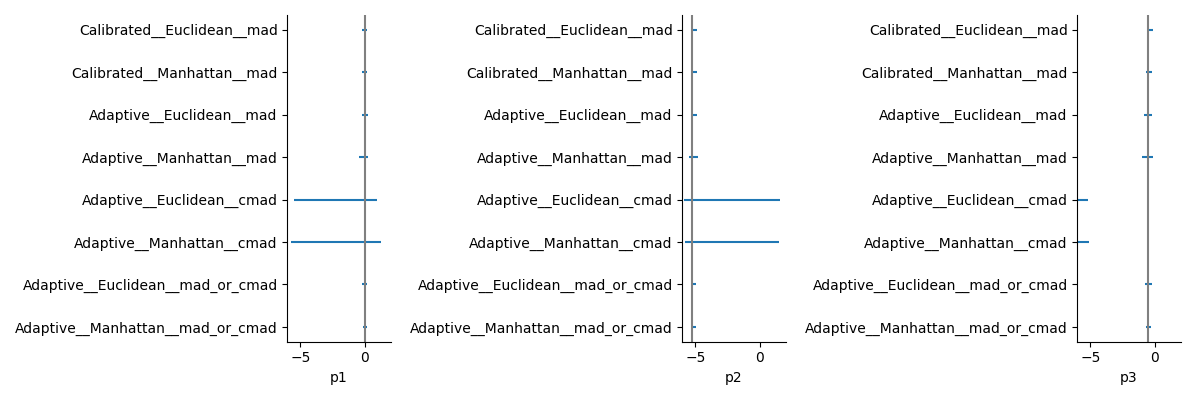 Calibrated__Euclidean__mad
Calibrated__Manhattan__mad
Adaptive__Euclidean__mad
Adaptive__Manhattan__mad
Adaptive__Euclidean__cmad
Adaptive__Manhattan__cmad
Adaptive__Euclidean__mad_or_cmad
Adaptive__Manhattan__mad_or_cmad
−5 0
p1
Calibrated__Euclidean__mad
Calibrated__Manhattan__mad
Adaptive__Euclidean__mad
Adaptive__Manhattan__mad
Adaptive__Euclidean__cmad
Adaptive__Manhattan__cmad
Adaptive__Euclidean__mad_or_cmad
Adaptive__Manhattan__mad_or_cmad
−5 0
p2
Calibrated__Euclidean__mad
Calibrated__Manhattan__mad
Adaptive__Euclidean__mad
Adaptive__Manhattan__mad
Adaptive__Euclidean__cmad
Adaptive__Manhattan__cmad
Adaptive__Euclidean__mad_or_cmad
Adaptive__Manhattan__mad_or_cmad
−5 0
p3